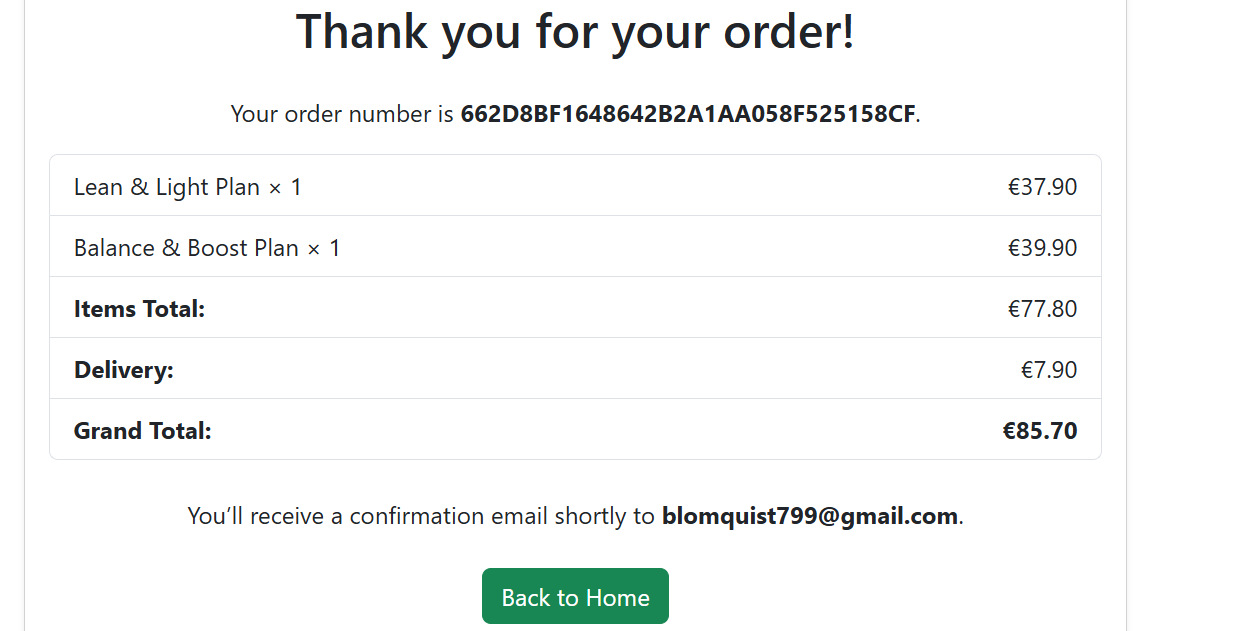 Thank you for your order!
Your order number is 662D8BF1648642B2A1AA058F525158CF.
Lean & Light Plan × 1 €37.90
Balance & Boost Plan × 1 €39.90
Items Total: €77.80
Delivery: €7.90
Grand Total: €85.70
You’ll receive a confirmation email shortly to blomquist799@gmail.com.
Back to Home